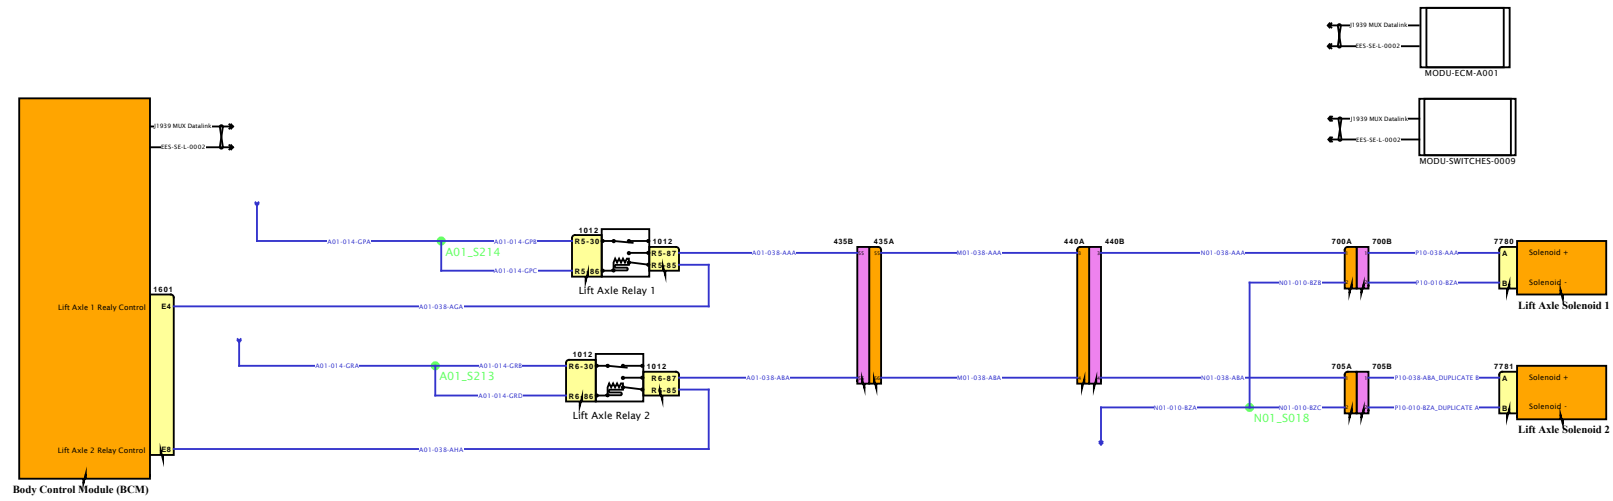 J1939 MUX Datalink
EES-SE-L-0002
MODU-ECM-A001
J1939 MUX Datalink
EES-SE-L-0002
MODU-SWITCHES-0009
J1939 MUX Datalink
EES-SE-L-0002
A01-014-GPA
A01_S214
A01-014-GPB
A01-014-GPC
1012
R5-30
R5-86
1012
R5-87
R5-85
Lift Axle Relay 1
A01-038-AAA
435B
435A
M01-038-AAA
440A
440B
N01-038-AAA
700A
700B
P10-038-AAA
7780
A
Solenoid +
N01-010-BZB
P10-010-BZA
B
Solenoid -
Lift Axle Solenoid 1
1601
Lift Axle 1 Realy Control
E4
A01-038-AGA
A01-014-GRA
A01_S213
A01-014-GRB
A01-014-GRD
1012
R6-30
R6-86
1012
R6-87
R6-85
Lift Axle Relay 2
A01-038-ABA
M01-038-ABA
N01-038-ABA
705A
705B
P10-038-ABA_DUPLICATE B
7781
A
Solenoid +
N01-010-BZA
N01_S018
N01-010-BZC
P10-010-BZA_DUPLICATE A
B
Solenoid -
Lift Axle Solenoid 2
Lift Axle 2 Relay Control
E8
A01-038-AHA
Body Control Module (BCM)